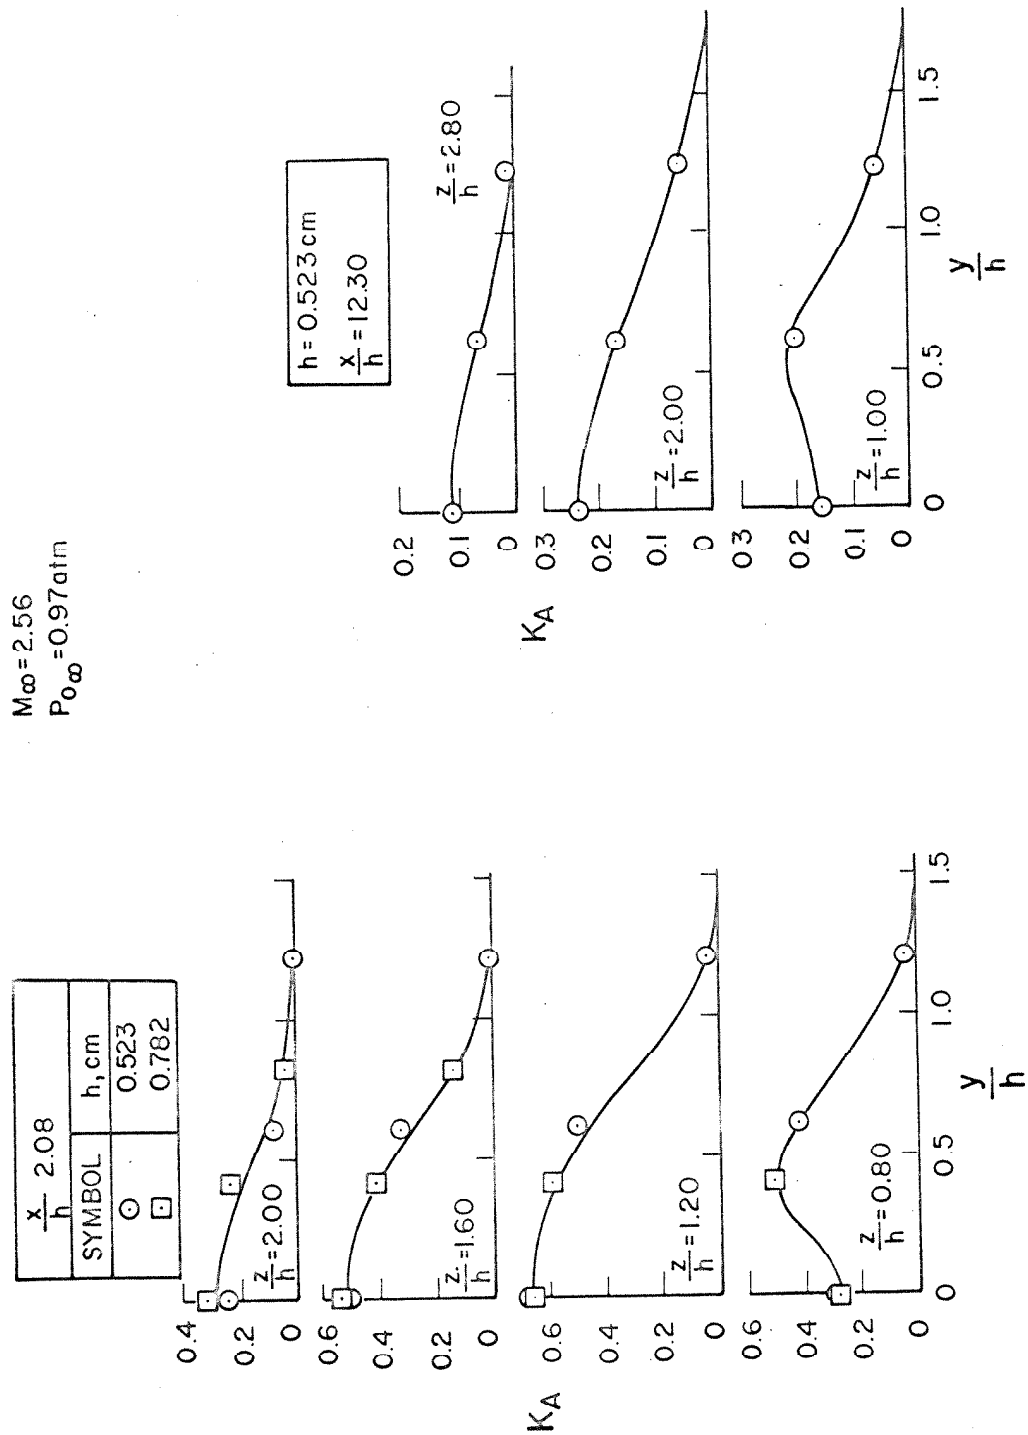 M∞=2.56
P₀∞=0.97atm
x/h 2.08
SYMBOL h, cm
⊙ 0.523
⊡ 0.782
0.4
0.2
0
z/h=2.00
0.6
0.4
0.2
0
z/h=1.60
0.6
0.4
0.2
0
z/h=1.20
0.6
0.4
0.2
0
z/h=0.80
KA
0 0.5 1.0 1.5
y/h
h=0.523cm
x/h=12.30
0.2
0.1
0
z/h=2.80
0.3
0.2
0.1
0
z/h=2.00
0.3
0.2
0.1
0
z/h=1.00
KA
0 0.5 1.0 1.5
y/h